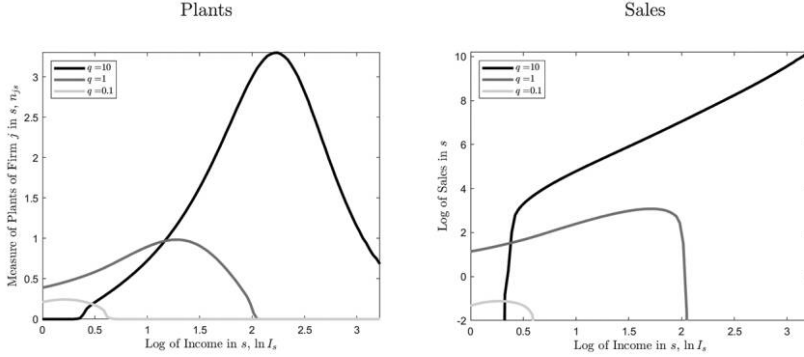 Plants
Sales
Measure of Plants of Firm j in s, n_{js}
3
2.5
2
1.5
1
0.5
0
q =10
q =1
q =0.1
0 0.5 1 1.5 2 2.5 3
Log of Income in s, ln I_s
Log of Sales in s
10
8
6
4
2
0
-2
q =10
q =1
q =0.1
0 0.5 1 1.5 2 2.5 3
Log of Income in s, ln I_s